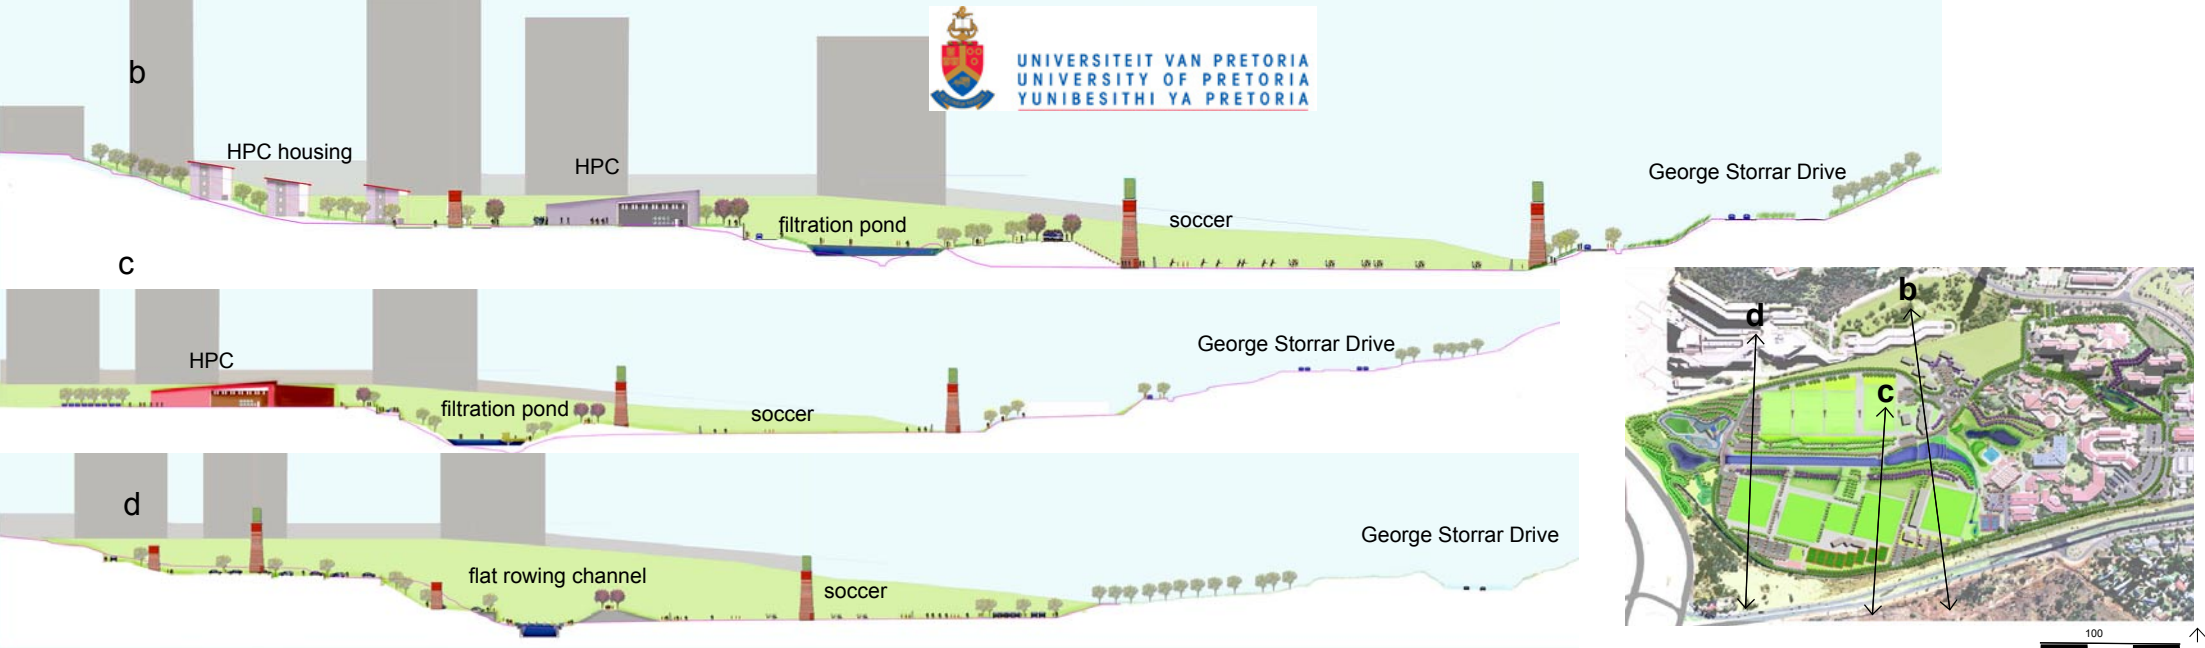 b
UNIVERSITEIT VAN PRETORIA
UNIVERSITY OF PRETORIA
YUNIBESITHI YA PRETORIA
HPC housing
HPC
filtration pond
soccer
George Storrar Drive
c
HPC
filtration pond
soccer
George Storrar Drive
d
flat rowing channel
soccer
George Storrar Drive
b
d
c
100